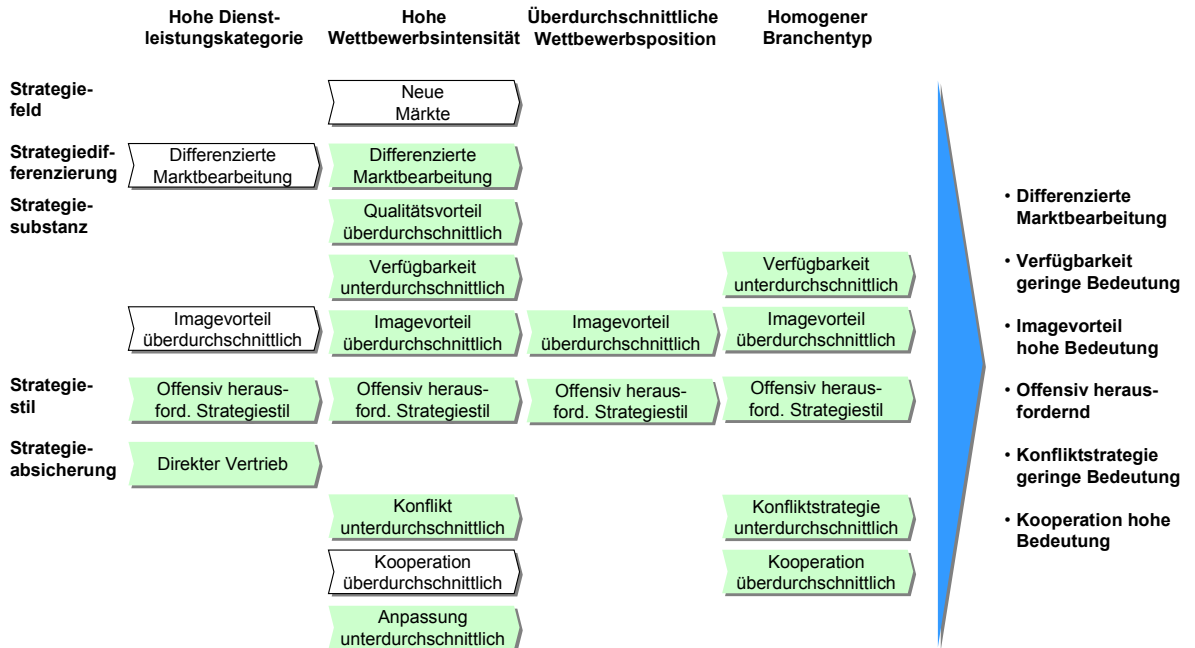 Hohe Dienst-
leistungskategorie
Hohe
Wettbewerbsintensität
Überdurchschnittliche
Wettbewerbsposition
Homogener
Branchentyp
Strategie-
feld
Neue
Märkte
Strategiedif-
ferenzierung
Differenzierte
Marktbearbeitung
Differenzierte
Marktbearbeitung
Strategie-
substanz
Qualitätsvorteil
überdurchschnittlich
Verfügbarkeit
unterdurchschnittlich
Verfügbarkeit
unterdurchschnittlich
Imagevorteil
überdurchschnittlich
Imagevorteil
überdurchschnittlich
Imagevorteil
überdurchschnittlich
Imagevorteil
überdurchschnittlich
Strategie-
stil
Offensiv heraus-
ford. Strategiestil
Offensiv heraus-
ford. Strategiestil
Offensiv heraus-
ford. Strategiestil
Offensiv heraus-
ford. Strategiestil
Strategie-
absicherung
Direkter Vertrieb
Konflikt
unterdurchschnittlich
Konfliktstrategie
unterdurchschnittlich
Kooperation
überdurchschnittlich
Kooperation
überdurchschnittlich
Anpassung
unterdurchschnittlich
• Differenzierte
Marktbearbeitung
• Verfügbarkeit
geringe Bedeutung
• Imagevorteil
hohe Bedeutung
• Offensiv heraus-
fordernd
• Konfliktstrategie
geringe Bedeutung
• Kooperation hohe
Bedeutung